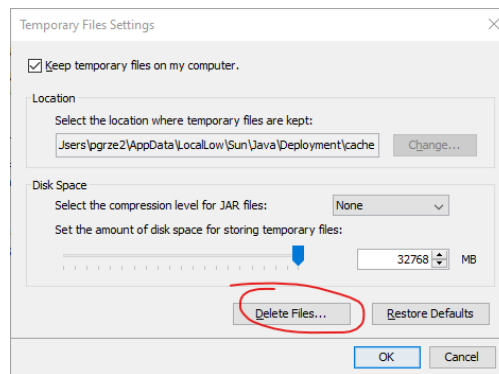 Temporary Files Settings
Keep temporary files on my computer.
Location
Select the location where temporary files are kept:
Jsers\pgrze2\AppData\LocalLow\Sun\Java\Deployment\cache
Change...
Disk Space
Select the compression level for JAR files:
None
Set the amount of disk space for storing temporary files:
32768
MB
Delete Files...
Restore Defaults
OK
Cancel